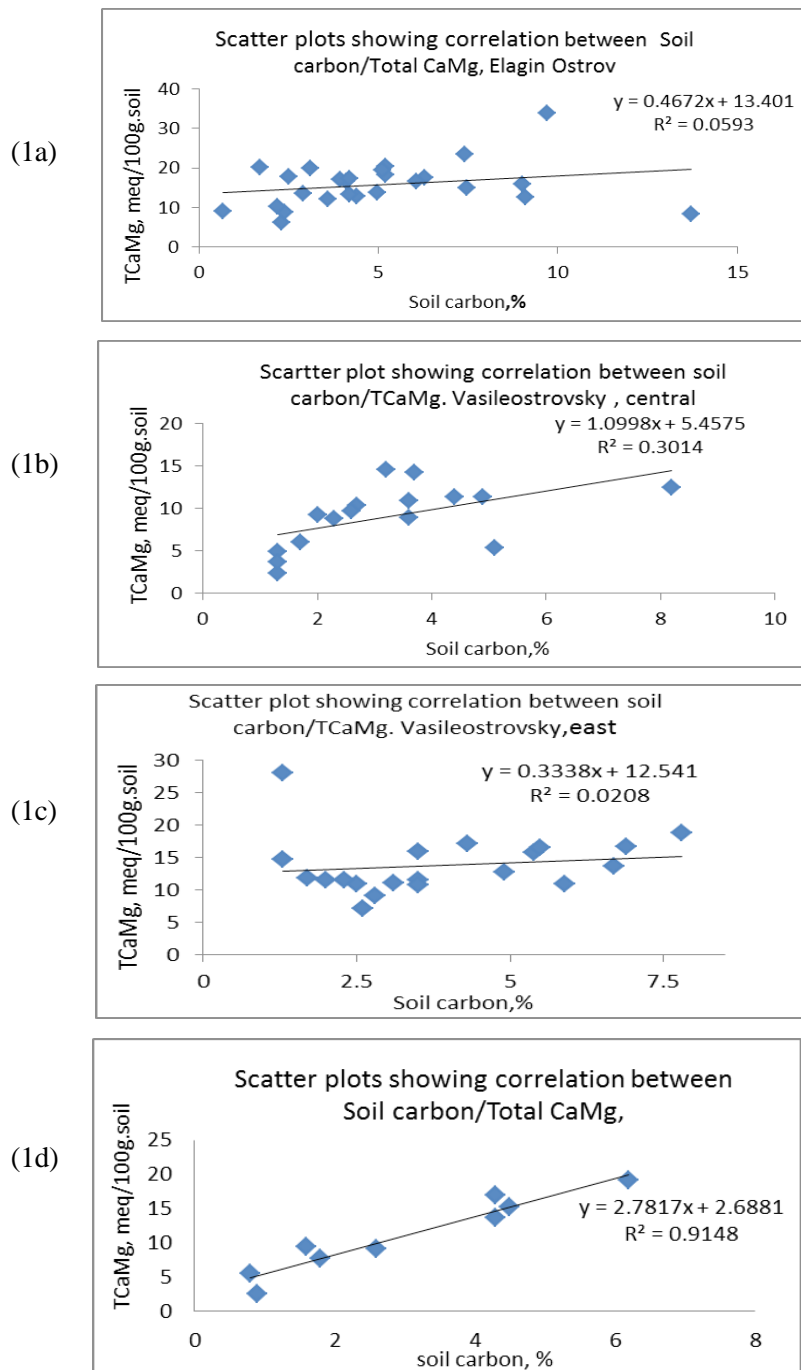 (1a)
Scatter plots showing correlation between Soil
carbon/Total CaMg, Elagin Ostrov
TCaMg, meq/100g.soil
40
30
20
10
0
y = 0.4672x + 13.401
R² = 0.0593
0 5 10 15
Soil carbon,%
(1b)
Scartter plot showing correlation between soil
carbon/TCaMg. Vasileostrovsky , central
TCaMg, meq/100g.soil
20
15
10
5
0
y = 1.0998x + 5.4575
R² = 0.3014
0 2 4 6 8 10
Soil carbon,%
(1c)
Scatter plot showing correlation between soil
carbon/TCaMg. Vasileostrovsky,east
TCaMg, meq/100g.soil
30
25
20
15
10
5
0
y = 0.3338x + 12.541
R² = 0.0208
0 2.5 5 7.5
Soil carbon,%
(1d)
Scatter plots showing correlation between
Soil carbon/Total CaMg,
TCaMg, meq/100g.soil
25
20
15
10
5
0
y = 2.7817x + 2.6881
R² = 0.9148
0 2 4 6 8
soil carbon, %